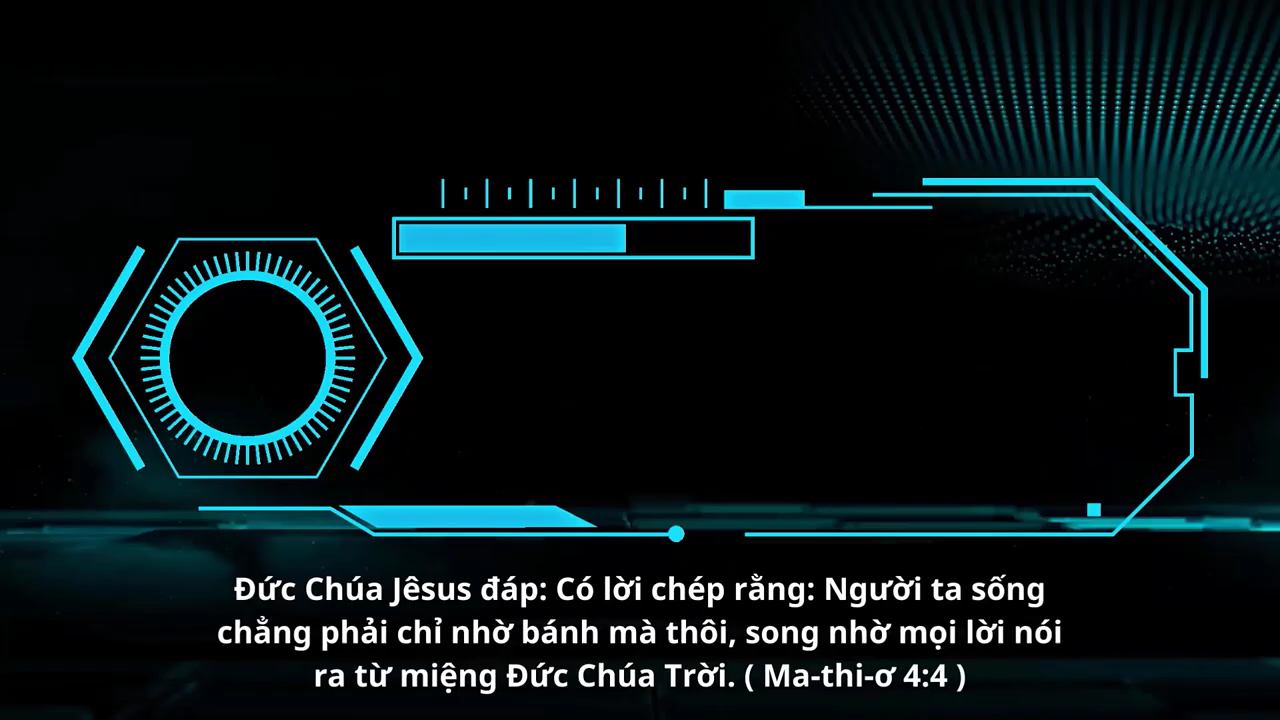 Đức Chúa Jêsus đáp: Có lời chép rằng: Người ta sống
chẳng phải chỉ nhờ bánh mà thôi, song nhờ mọi lời nói
ra từ miệng Đức Chúa Trời. ( Ma-thi-ơ 4:4 )